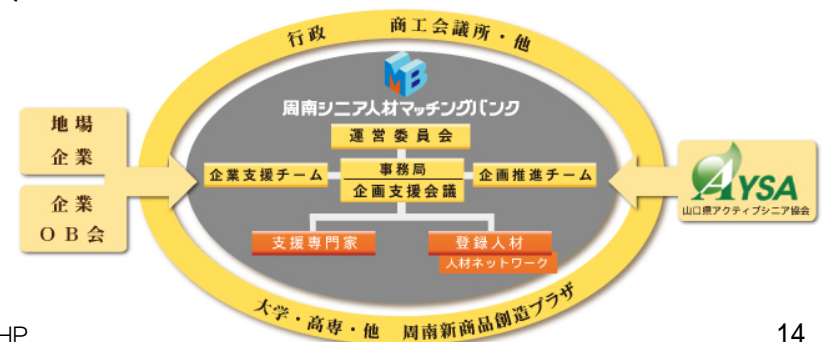 行政 商工会議所・他
MB
周南シニア人材マッチングバンク
運営委員会
地場
企業
企業
OB会
企業支援チーム
事務局
企画支援会議
企画推進チーム
AYSA
山口県アクティブシニア協会
支援専門家
登録人材
人材ネットワーク
大学・高専・他 周南新商品創造プラザ
HP
14